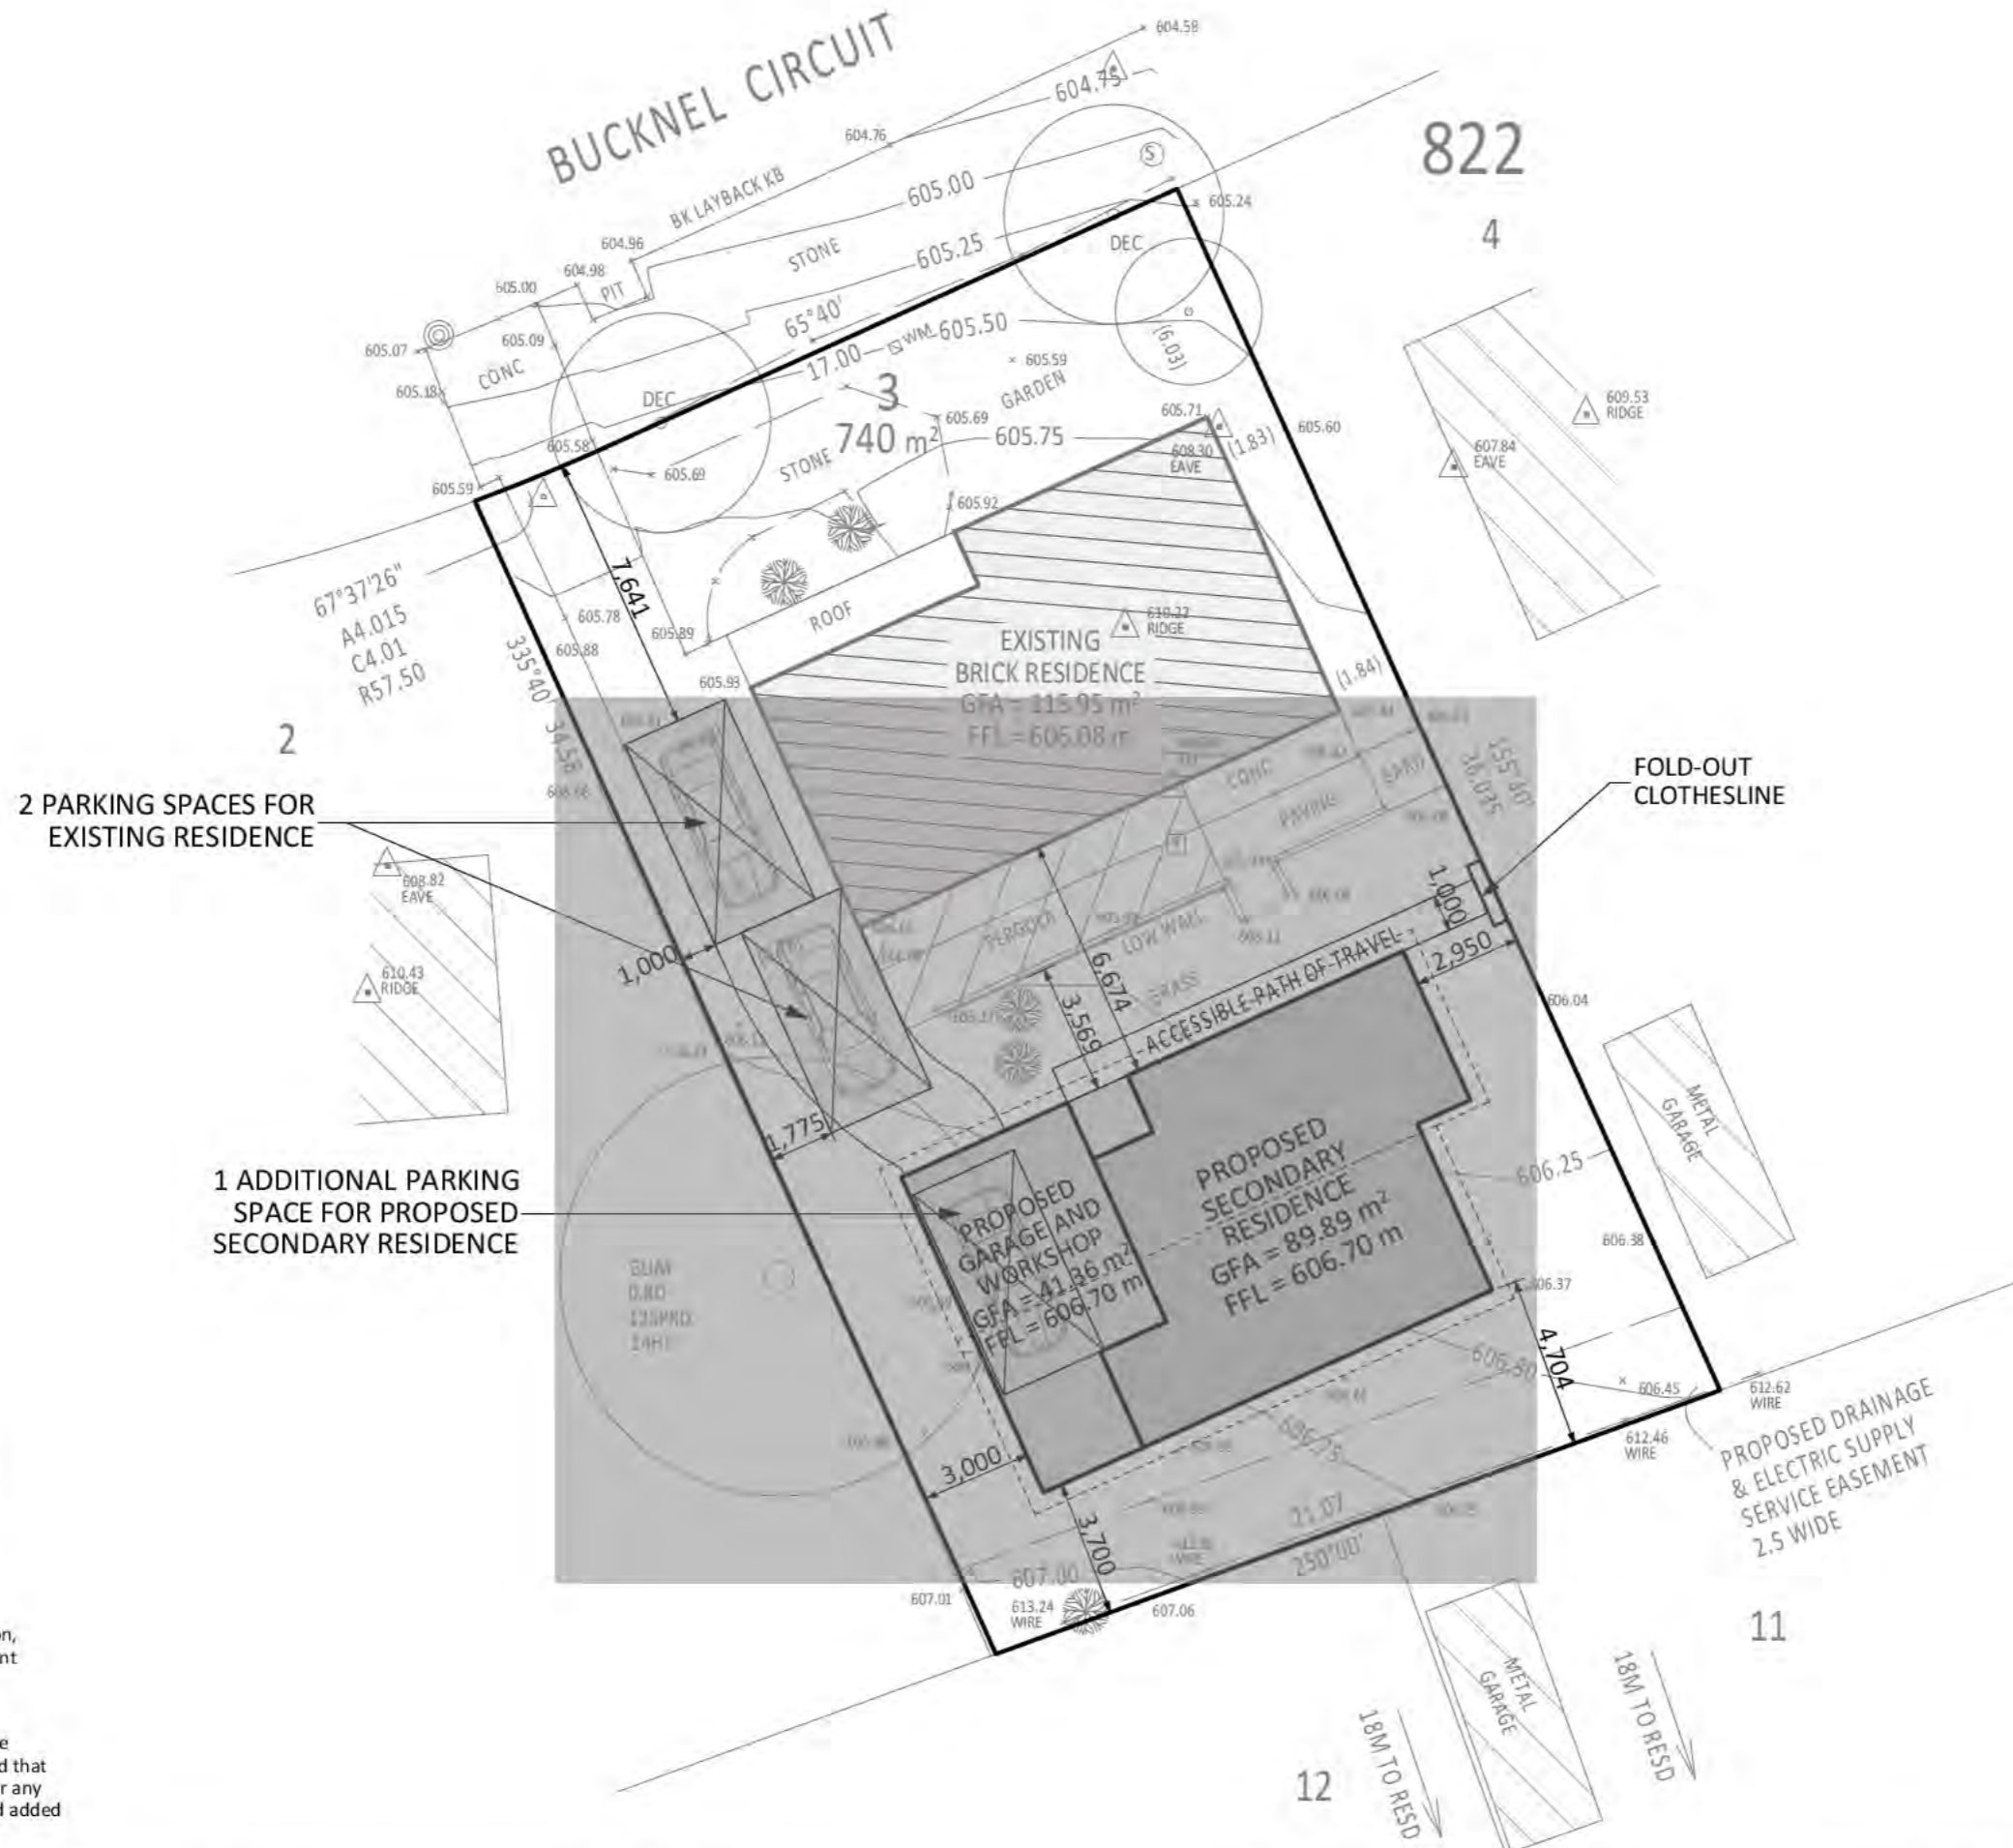 BUCKNEL CIRCUIT
604.58
604.75
604.76
BK LAYBACK KB
605.00
S
822
4
604.96
STONE
605.25
DEC
605.24
604.98
PIT
605.00
605.07
605.09
CONC
605.18
65°40'
17.00
WM
605.50
(6.03)
605.59
GARDEN
DEC
3
740 m²
605.69
605.75
605.71
605.60
609.53
RIDGE
607.84
EAVE
605.58
605.69
STONE
608.30
EAVE
(1.83)
605.59
605.92
67°37'26"
A4.015
C4.01
R57.50
7,641
605.78
605.88
605.89
ROOF
335°40'
34.58
605.93
EXISTING
BRICK RESIDENCE
GFA = 115.95 m²
FFL = 606.08 m
610.22
RIDGE
(1.84)
2
155°40'
CONC
PAVING
FOLD-OUT
CLOTHESLINE
2 PARKING SPACES FOR
EXISTING RESIDENCE
608.82
EAVE
610.43
RIDGE
1,000
PERGOLA
LOW WALL
GRASS
6,674
3,569
ACCESSIBLE PATH OF TRAVEL
1,000
2,950
606.04
1,775
METAL
GARAGE
1 ADDITIONAL PARKING
SPACE FOR PROPOSED
SECONDARY RESIDENCE
PROPOSED
GARAGE AND
WORKSHOP
GFA = 41.36 m²
FFL = 606.70 m
PROPOSED
SECONDARY
RESIDENCE
GFA = 89.89 m²
FFL = 606.70 m
606.25
606.38
606.37
GUM
4,704
606.45
612.62
WIRE
612.46
WIRE
PROPOSED DRAINAGE
& ELECTRIC SUPPLY
SERVICE EASEMENT
2.5 WIDE
606.75
3,000
3,700
21.07
250°00'
607.00
607.01
613.24
WIRE
607.06
METAL
GARAGE
11
12
18M TO RESD
18M TO RESD
on,
nt
e
d that
r any
d added